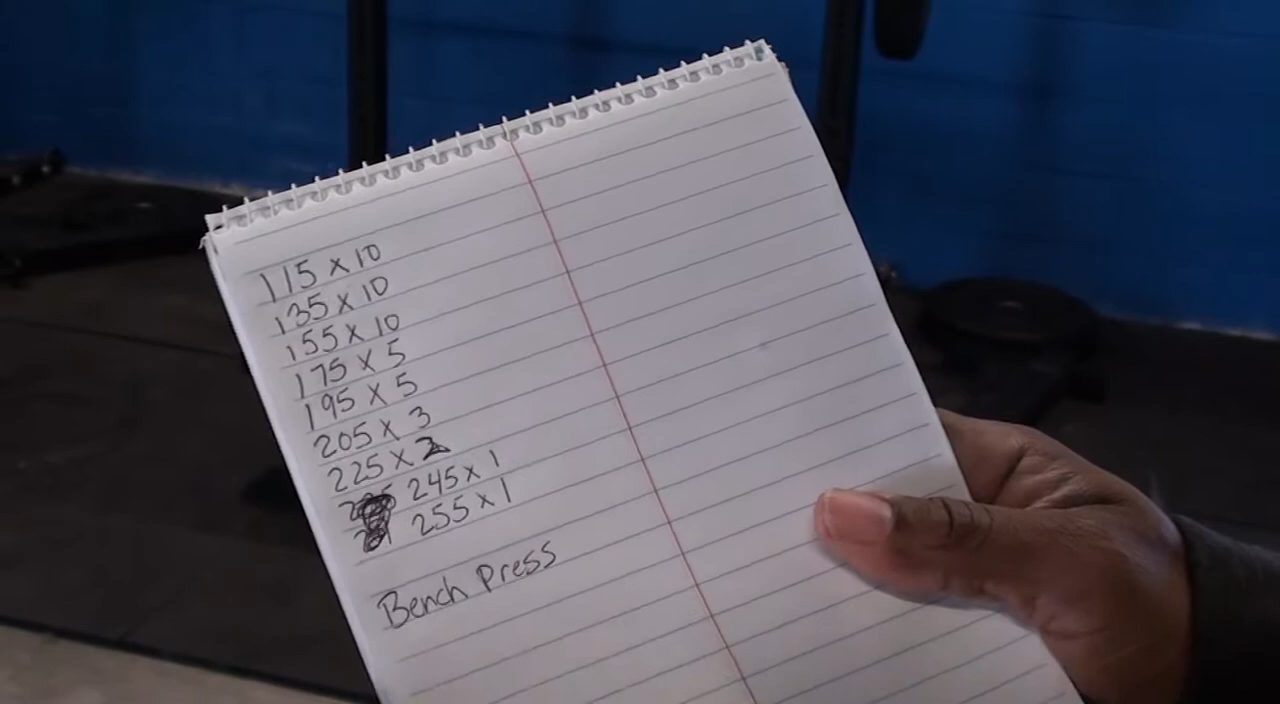 115 x 10
135 x 10
155 x 10
175 x 5
195 x 5
205 x 3
225 x 2
245 x 1
255 x 1
Bench Press